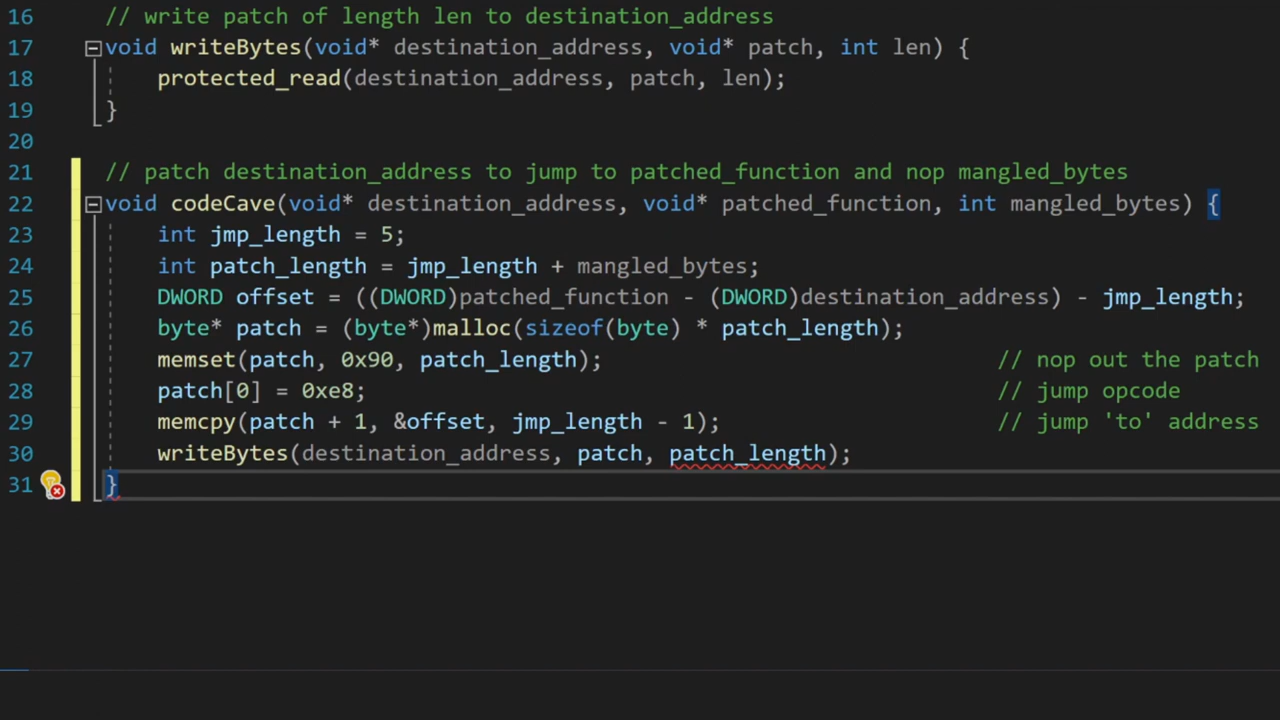 16 // write patch of length len to destination_address
17 void writeBytes(void* destination_address, void* patch, int len) {
18 protected_read(destination_address, patch, len);
19 }
20
21 // patch destination_address to jump to patched_function and nop mangled_bytes
22 void codeCave(void* destination_address, void* patched_function, int mangled_bytes) {
23 int jmp_length = 5;
24 int patch_length = jmp_length + mangled_bytes;
25 DWORD offset = ((DWORD)patched_function - (DWORD)destination_address) - jmp_length;
26 byte* patch = (byte*)malloc(sizeof(byte) * patch_length);
27 memset(patch, 0x90, patch_length); // nop out the patch
28 patch[0] = 0xe8; // jump opcode
29 memcpy(patch + 1, &offset, jmp_length - 1); // jump 'to' address
30 writeBytes(destination_address, patch, patch_length);
31 }